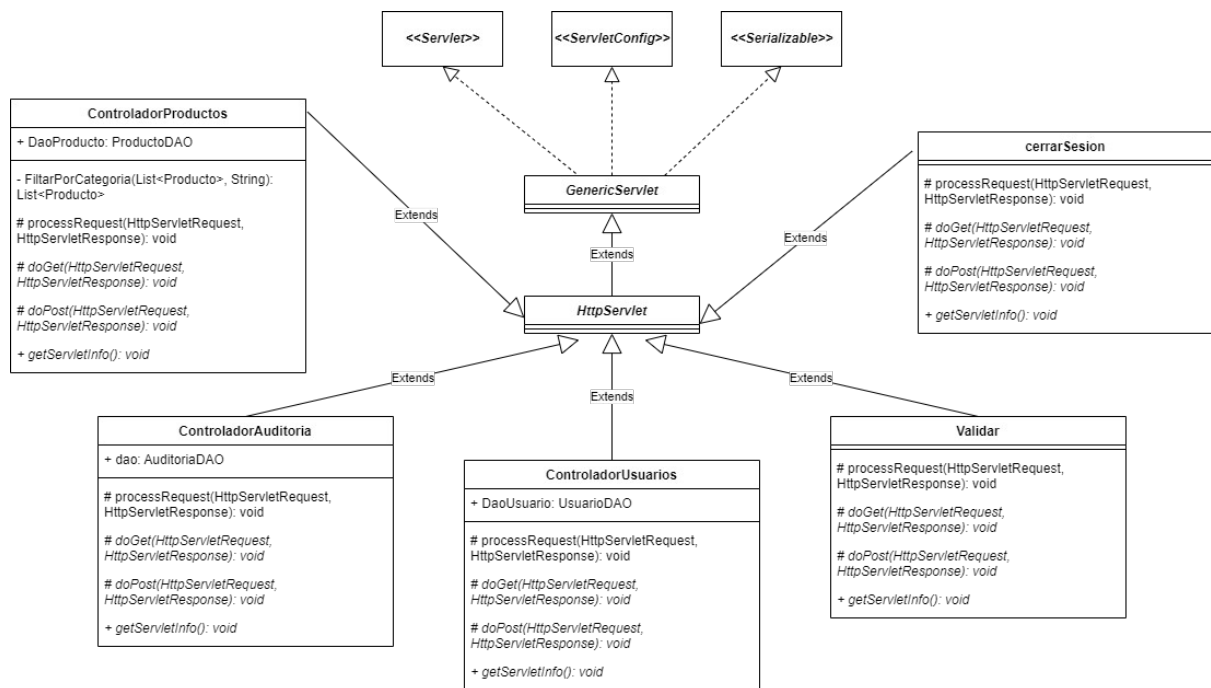 <<Servlet>>
<<ServletConfig>>
<<Serializable>>
GenericServlet
Extends
HttpServlet
ControladorProductos
+ DaoProducto: ProductoDAO
- FiltarPorCategoria(List<Producto>, String):
List<Producto>
# processRequest(HttpServletRequest,
HttpServletResponse): void
# doGet(HttpServletRequest,
HttpServletResponse): void
# doPost(HttpServletRequest,
HttpServletResponse): void
+ getServletInfo(): void
Extends
cerrarSesion
# processRequest(HttpServletRequest,
HttpServletResponse): void
# doGet(HttpServletRequest,
HttpServletResponse): void
# doPost(HttpServletRequest,
HttpServletResponse): void
+ getServletInfo(): void
Extends
Extends
ControladorAuditoria
+ dao: AuditoriaDAO
# processRequest(HttpServletRequest,
HttpServletResponse): void
# doGet(HttpServletRequest,
HttpServletResponse): void
# doPost(HttpServletRequest,
HttpServletResponse): void
+ getServletInfo(): void
Extends
ControladorUsuarios
+ DaoUsuario: UsuarioDAO
# processRequest(HttpServletRequest,
HttpServletResponse): void
# doGet(HttpServletRequest,
HttpServletResponse): void
# doPost(HttpServletRequest,
HttpServletResponse): void
+ getServletInfo(): void
Extends
Validar
# processRequest(HttpServletRequest,
HttpServletResponse): void
# doGet(HttpServletRequest,
HttpServletResponse): void
# doPost(HttpServletRequest,
HttpServletResponse): void
+ getServletInfo(): void